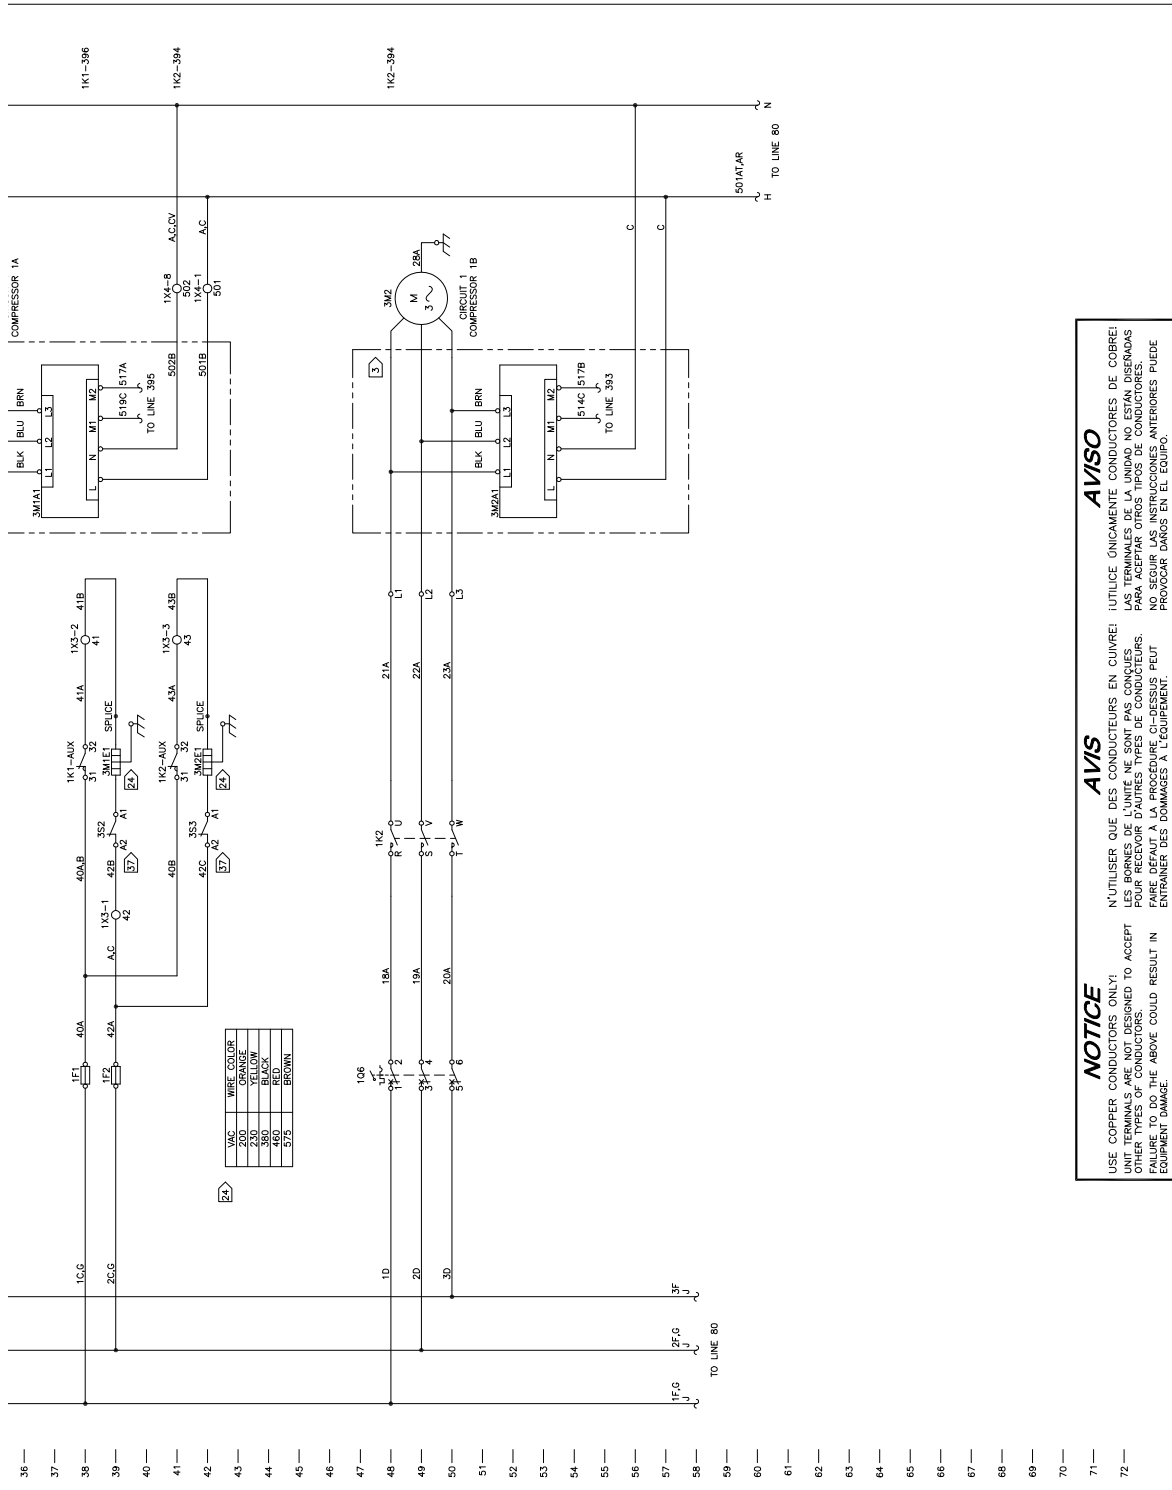 36
37
38
39
40
41
42
43
44
45
46
47
48
49
50
51
52
53
54
55
56
57
58
59
60
61
62
63
64
65
66
67
68
69
70
71
72
1C,G
1F1
40A
40A,B
1K1-AUX
31
32
41A
1X3-2
41
41B
1K1-396
2C,G
1F2
42A
A,C
1X3-1
42
42B
37
3S2
A2
A1
3M1E1
24
SPLICE
40B
1K2-AUX
31
32
43A
1X3-3
43
43B
42C
37
3S3
A2
A1
3M2E1
24
SPLICE
COMPRESSOR 1A
BLK
BLU
BRN
L1
L2
L3
3M1A1
L
N
M1
M2
519C
517A
TO LINE 395
502B
1X4-8
502
A,C,CV
1K2-394
501B
1X4-1
501
A,C
24
VAC
WIRE COLOR
200
ORANGE
230
YELLOW
380
BLACK
460
RED
575
BROWN
1D
2D
3D
1Q6
1
2
3
4
5
6
18A
19A
20A
1K2
R
U
S
V
T
W
21A
22A
23A
L1
L2
L3
3
3M2
M
3
28A
CIRCUIT 1
COMPRESSOR 1B
1K2-394
BLK
BLU
BRN
L1
L2
L3
3M2A1
L
N
M1
M2
514C
517B
TO LINE 393
C
C
501AT,AR
H
N
TO LINE 80
1F,G
J
2F,G
J
3F
J
TO LINE 80
NOTICE
USE COPPER CONDUCTORS ONLY!
UNIT TERMINALS ARE NOT DESIGNED TO ACCEPT
OTHER TYPES OF CONDUCTORS.
FAILURE TO DO THE ABOVE COULD RESULT IN
EQUIPMENT DAMAGE.
AVIS
N'UTILISER QUE DES CONDUCTEURS EN CUIVRE!
LES BORNES DE L'UNITÉ NE SONT PAS CONÇUES
POUR RECEVOIR D'AUTRES TYPES DE CONDUCTEURS.
FAIRE DÉFAUT À LA PROCÉDURE CI-DESSUS PEUT
ENTRAÎNER DES DOMMAGES À L'ÉQUIPEMENT.
AVISO
¡UTILICE ÚNICAMENTE CONDUCTORES DE COBRE!
LAS TERMINALES DE LA UNIDAD NO ESTÁN DISEÑADAS
PARA ACEPTAR OTROS TIPOS DE CONDUCTORES.
NO SEGUIR LAS INSTRUCCIONES ANTERIORES PUEDE
PROVOCAR DAÑOS EN EL EQUIPO.